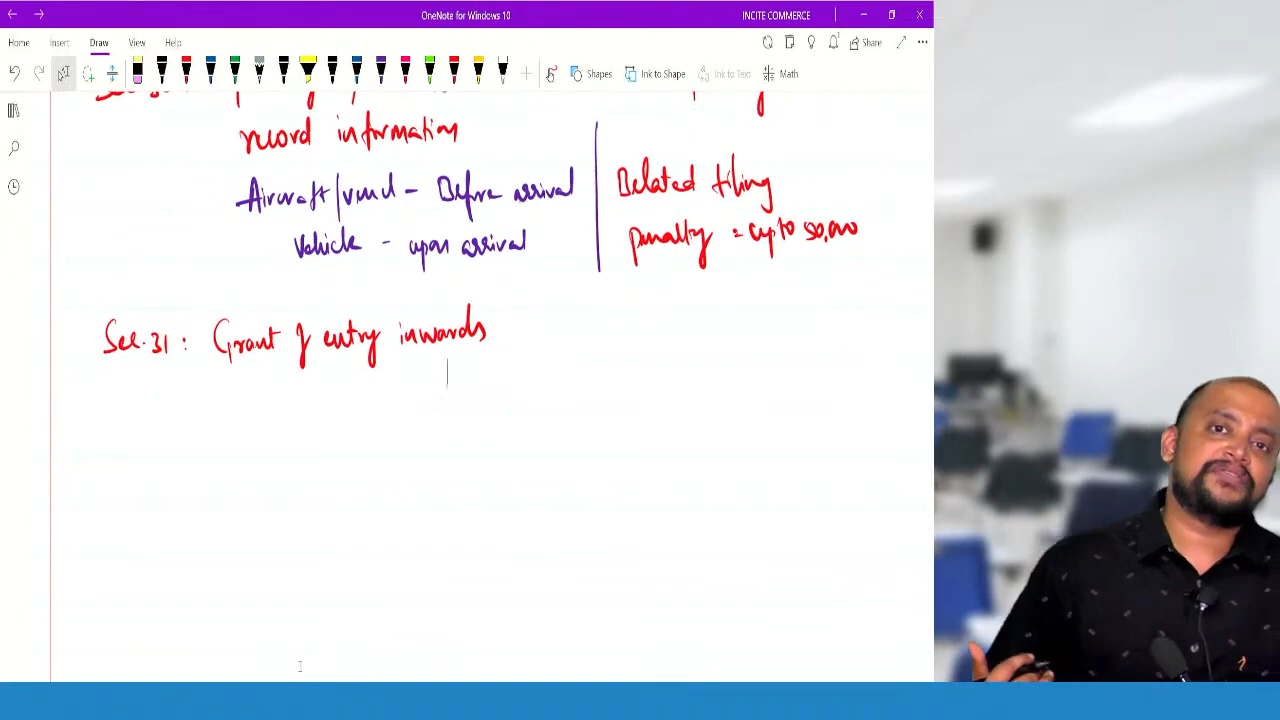 OneNote for Windows 10
INCITE COMMERCE
Home Insert Draw View Help
Share
Shapes Ink to Shape Ink to Text Math
record information
Aircraft/vessel - Before arrival
Vehicle - upon arrival
Belated filing
penalty = upto 50,000
Sec.31: Grant of entry inwards